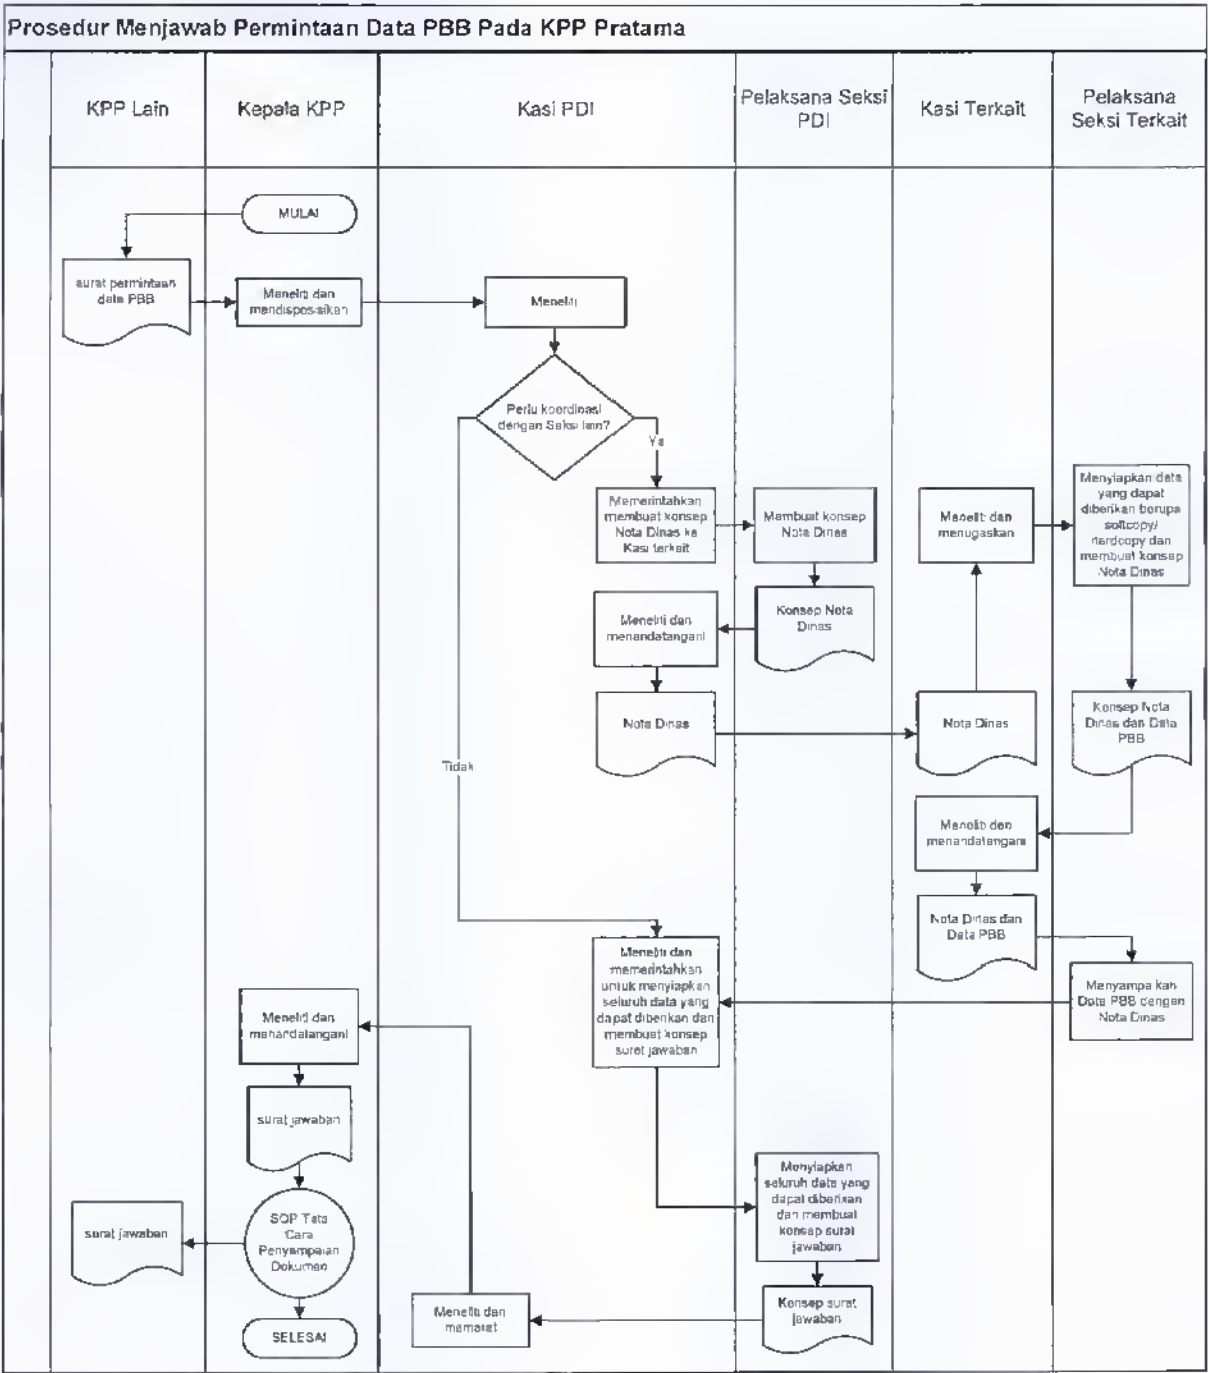 Prosedur Menjawab Permintaan Data PBB Pada KPP Pratama
KPP Lain
Kepala KPP
Kasi PDI
Pelaksana Seksi
PDI
Kasi Terkait
Pelaksana
Seksi Terkait
MULAI
surat permintaan
data PBB
Meneliti dan
mendisposisikan
Meneliti
Perlu koordinasi
dengan Seksi lain?
Ya
Tidak
Memerintahkan
membuat konsep
Nota Dinas ke
Kasi terkait
Membuat konsep
Nota Dinas
Meneliti dan
menugaskan
Menyiapkan data
yang dapat
diberikan berupa
softcopy/
hardcopy dan
membuat konsep
Nota Dinas
Meneliti dan
menandatangani
Konsep Nota
Dinas
Nota Dinas
Nota Dinas
Konsep Nota
Dinas dan Data
PBB
Meneliti dan
menandatangani
Nota Dinas dan
Data PBB
Menyampaikan
Data PBB dengan
Nota Dinas
Meneliti dan
memerintahkan
untuk menyiapkan
seluruh data yang
dapat diberikan dan
membuat konsep
surat jawaban
Meneliti dan
menandatangani
surat jawaban
Menyiapkan
seluruh data yang
dapat diberikan
dan membuat
konsep surat
jawaban
SOP Tata
Cara
Penyampaian
Dokumen
surat jawaban
Konsep surat
jawaban
Meneliti dan
memaraf
SELESAI